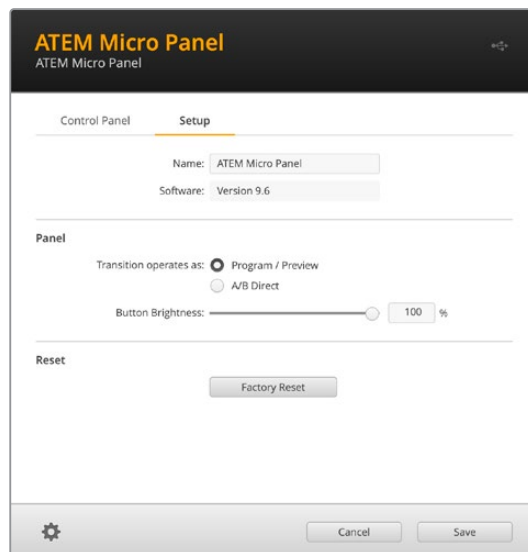 ATEM Micro Panel
ATEM Micro Panel
Control Panel Setup
Name: ATEM Micro Panel
Software: Version 9.6
Panel
Transition operates as: Program / Preview
A/B Direct
Button Brightness: 100 %
Reset
Factory Reset
Cancel Save